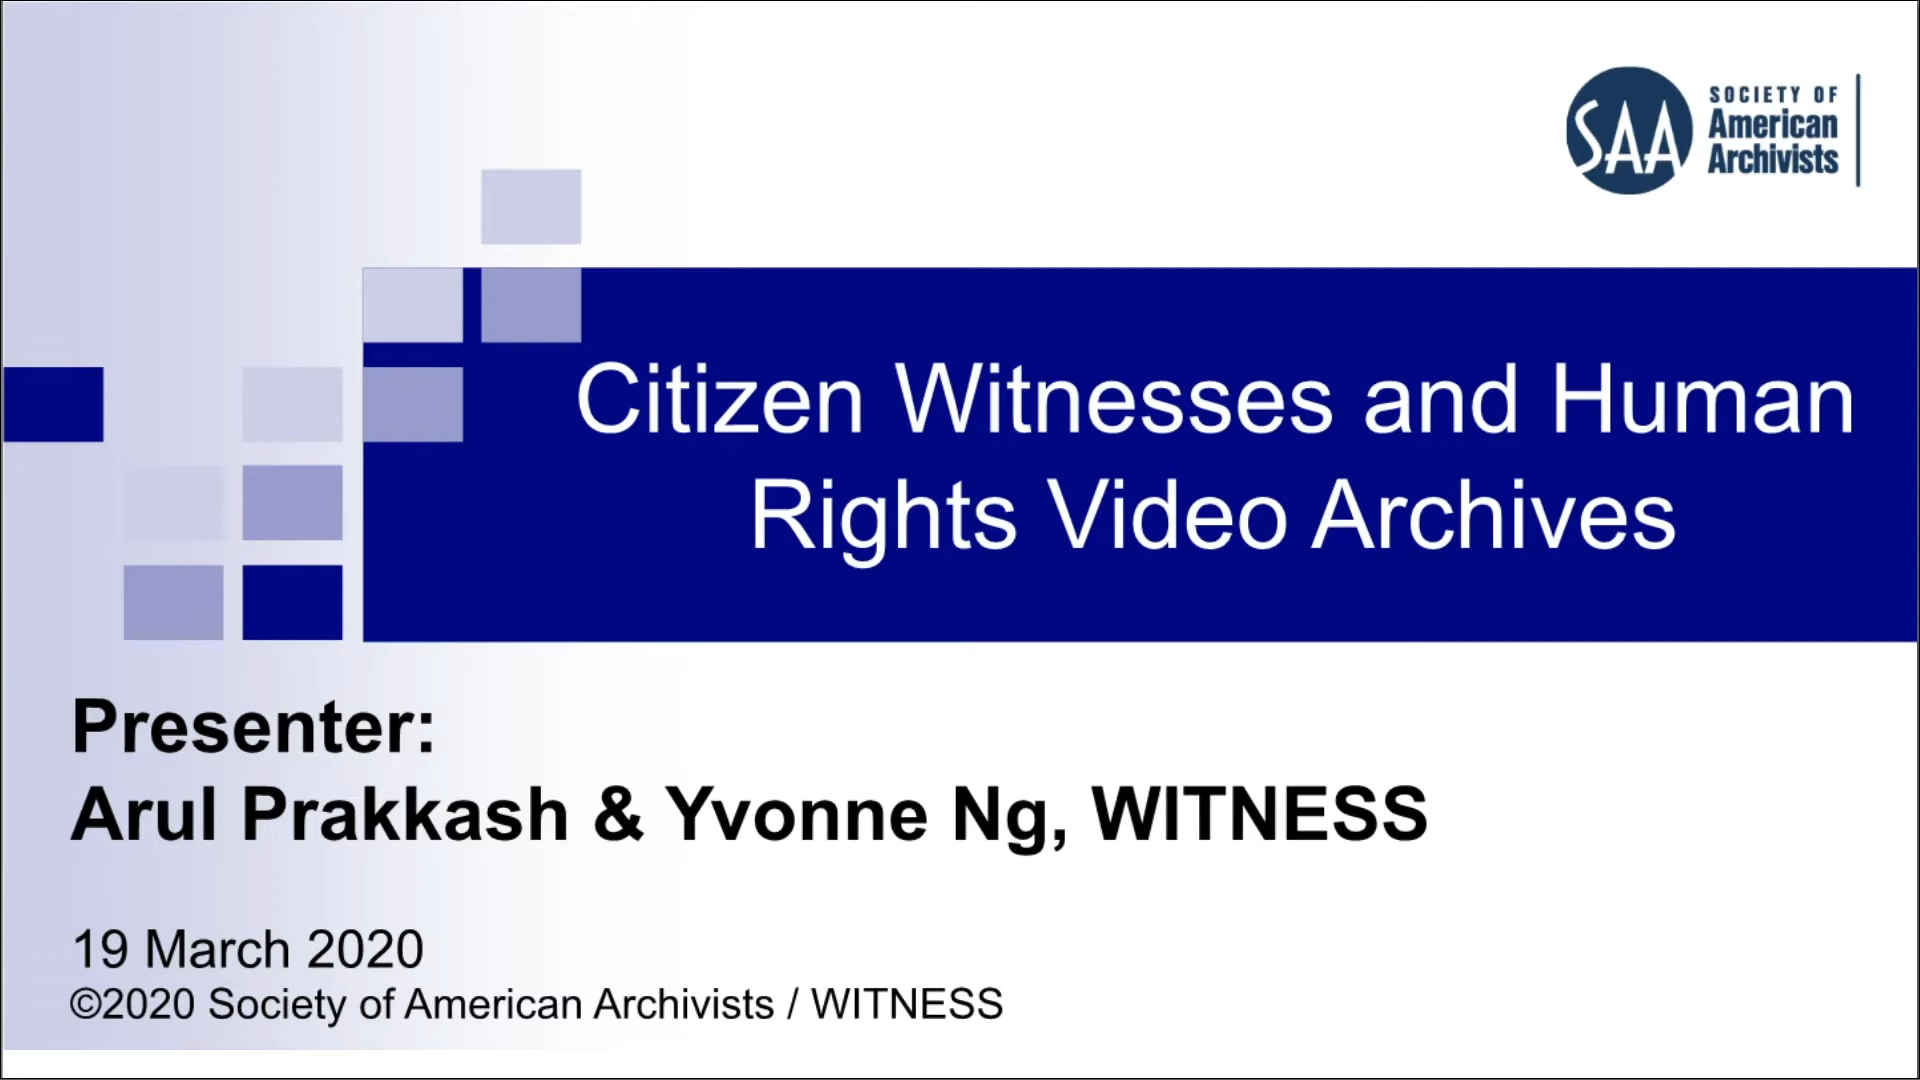 SAA
SOCIETY OF
American
Archivists
Citizen Witnesses and Human
Rights Video Archives
Presenter:
Arul Prakkash & Yvonne Ng, WITNESS
19 March 2020
©2020 Society of American Archivists / WITNESS